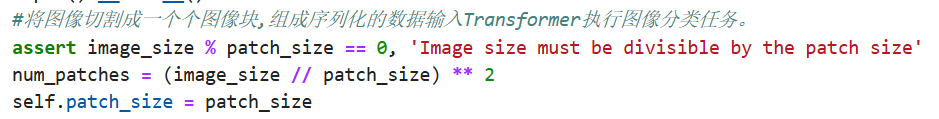 #将图像切割成一个个图像块,组成序列化的数据输入Transformer执行图像分类任务。
assert image_size % patch_size == 0, 'Image size must be divisible by the patch size'
num_patches = (image_size // patch_size) ** 2
self.patch_size = patch_size